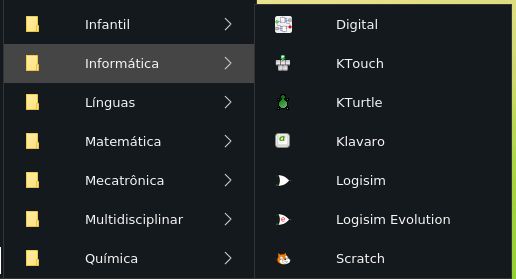 Infantil
Informática
Línguas
Matemática
Mecatrônica
Multidisciplinar
Química
Digital
KTouch
KTurtle
Klavaro
Logisim
Logisim Evolution
Scratch